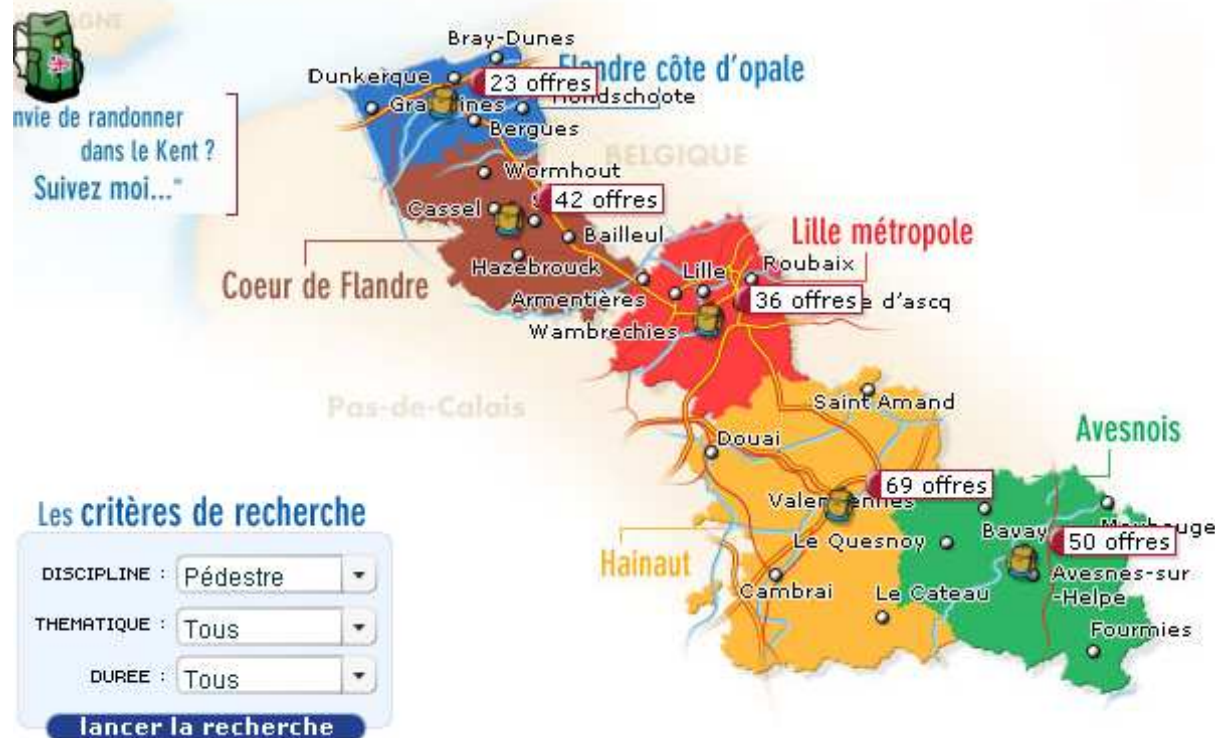 Bray-Dunes
Flandre côte d'opale
Dunkerque
23 offres
Bergues
nvie de randonner
dans le Kent ?
Suivez moi..."
BELGIQUE
Wormhout
42 offres
Cassel
Bailleul
Lille métropole
Hazebrouck
Lille
Roubaix
Coeur de Flandre
Armentières
36 offres
d'ascq
Wambrechies
Pas-de-Calais
Saint Amand
Douai
Avesnois
69 offres
Valenciennes
Les critères de recherche
Le Quesnoy
Bavay
50 offres
Hainaut
DISCIPLINE : Pédestre
Cambrai
Le Cateau
Avesnes-sur
-Helpe
THEMATIQUE : Tous
Fourmies
DUREE : Tous
lancer la recherche